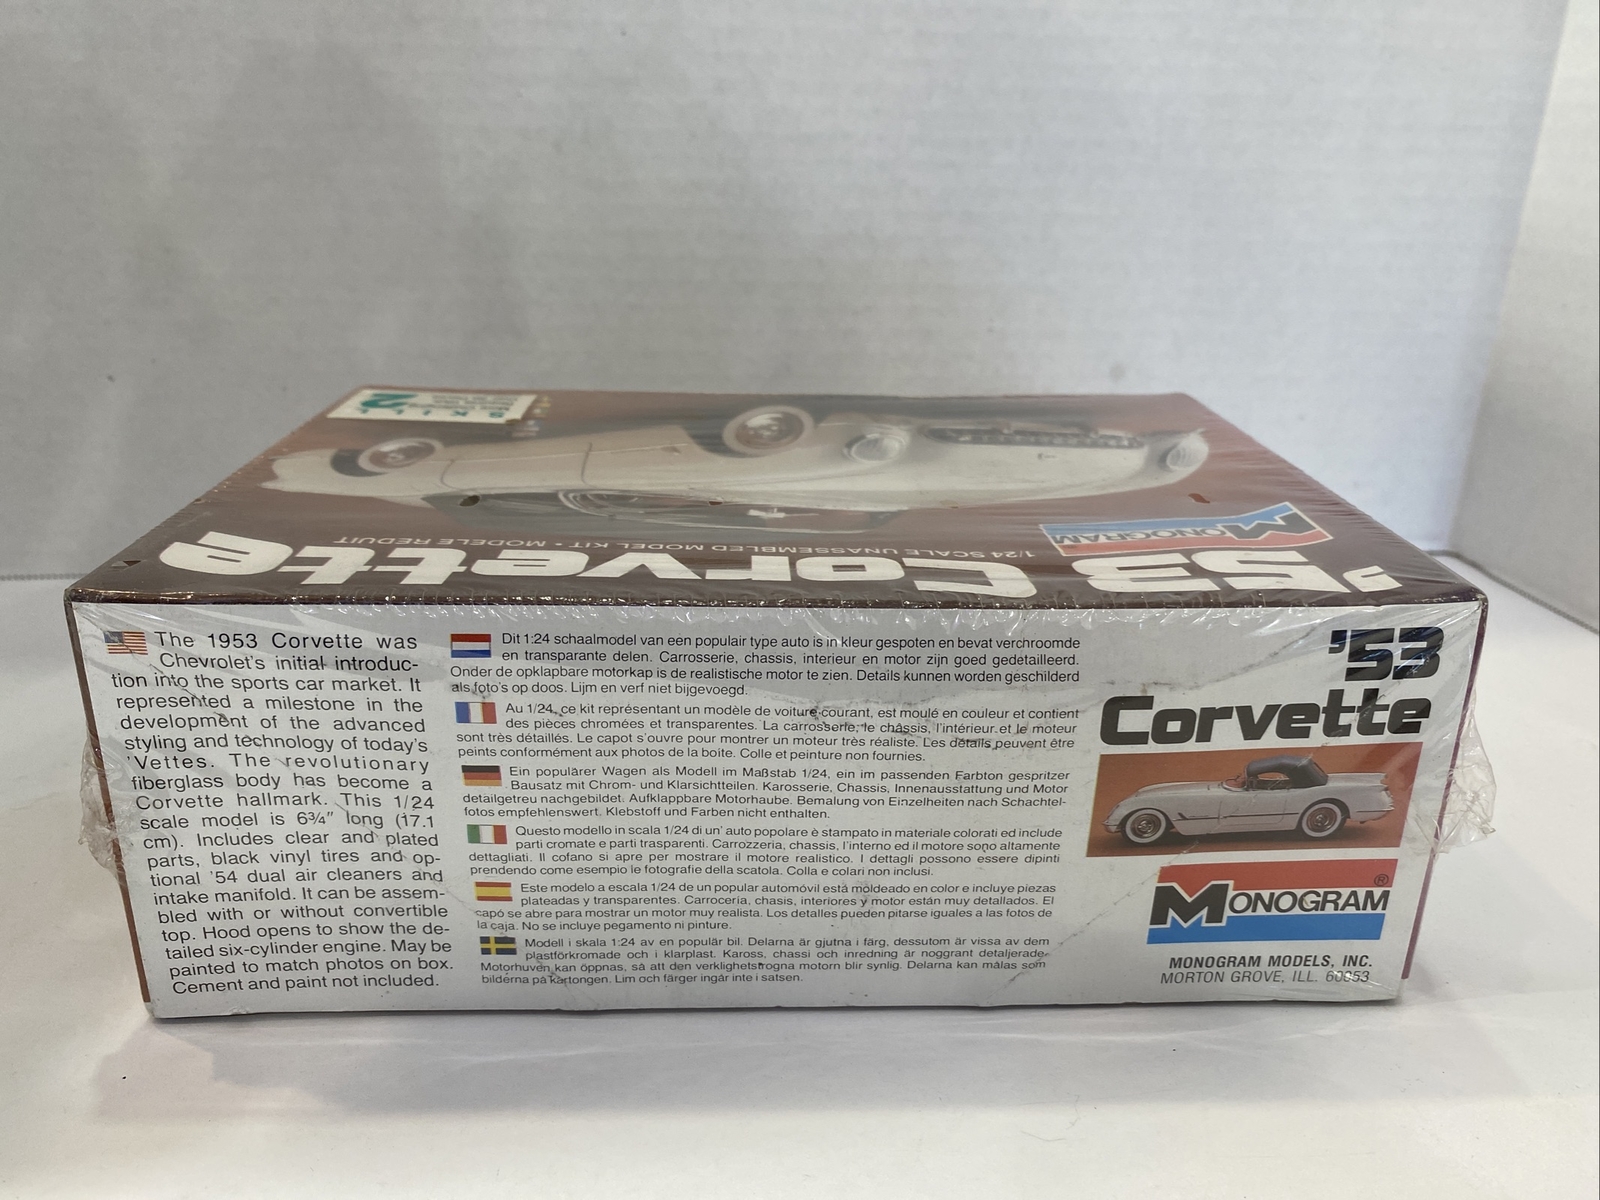 SKILL
2
MONOGRAM
1/24 SCALE UNASSEMBLED MODEL KIT • MODELE REDUIT
'53 Corvette
The 1953 Corvette was
Chevrolet's initial introduc-
tion into the sports car market. It
represented a milestone in the
development of the advanced
styling and technology of today's
'Vettes. The revolutionary
fiberglass body has become a
Corvette hallmark. This 1/24
scale model is 6¾" long (17.1
cm). Includes clear and plated
parts, black vinyl tires and op-
tional '54 dual air cleaners and
intake manifold. It can be assem-
bled with or without convertible
top. Hood opens to show the de-
tailed six-cylinder engine. May be
painted to match photos on box.
Cement and paint not included.
Dit 1:24 schaalmodel van een populair type auto is in kleur gespoten en bevat verchroomde
en transparante delen. Carrosserie, chassis, interieur en motor zijn goed gedetailleerd.
Onder de opklapbare motorkap is de realistische motor te zien. Details kunnen worden geschilderd
als foto's op doos. Lijm en verf niet bijgevoegd.
Au 1/24, ce kit représentant un modèle de voiture courant, est moulé en couleur et contient
des pièces chromées et transparentes. La carrosserie, le châssis, l'intérieur et le moteur
sont très détaillés. Le capot s'ouvre pour montrer un moteur très réaliste. Les détails peuvent être
peints conformément aux photos de la boite. Colle et peinture non fournies.
Ein populärer Wagen als Modell im Maßstab 1/24, ein im passenden Farbton gespritzer
Bausatz mit Chrom- und Klarsichtteilen. Karosserie, Chassis, Innenausstattung und Motor
detailgetreu nachgebildet. Aufklappbare Motorhaube. Bemalung von Einzelheiten nach Schachtel-
fotos empfehlenswert. Klebstoff und Farben nicht enthalten.
Questo modello in scala 1/24 di un' auto popolare è stampato in materiale colorati ed include
parti cromate e parti trasparenti. Carrozzeria, chassis, l'interno ed il motore sono altamente
dettagliati. Il cofano si apre per mostrare il motore realistico. I dettagli possono essere dipinti
prendendo come esempio le fotografie della scatola. Colla e colari non inclusi.
Este modelo a escala 1/24 de un popular automóvil está moldeado en color e incluye piezas
plateadas y transparentes. Carrocería, chasis, interiores y motor están muy detallados. El
capó se abre para mostrar un motor muy realista. Los detalles pueden pitarse iguales a las fotos de
la caja. No se incluye pegamento ni pinture.
Modell i skala 1:24 av en populär bil. Delarna är gjutna i färg, dessutom är vissa av dem
plastförkromade och i klarplast. Kaross, chassi och inredning är noggrant detaljerade.
Motorhuven kan öppnas, så att den verklighetstrogna motorn blir synlig. Delarna kan målas som
bilderna på kartongen. Lim och färger ingår inte i satsen.
'53
Corvette
MONOGRAM®
MONOGRAM MODELS, INC.
MORTON GROVE, ILL. 60053